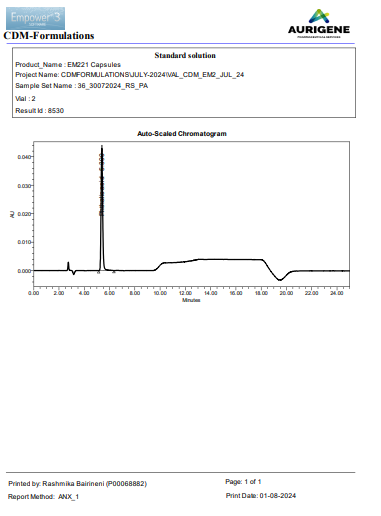 Empower 3
SOFTWARE
CDM-Formulations
AURIGENE
PHARMACEUTICAL SERVICES
Standard solution
Product_Name : EM221 Capsules
Project Name: CDMFORMULATIONS\JULY-2024\VAL_CDM_EM2_JUL_24
Sample Set Name : 36_30072024_RS_PA
Vial : 2
Result Id : 8530
Auto-Scaled Chromatogram
AU
0.040
0.030
0.020
0.010
0.000
0.00 2.00 4.00 6.00 8.00 10.00 12.00 14.00 16.00 18.00 20.00 22.00 24.00
Minutes
Printed by: Rashmika Bairineni (P00068882)
Page: 1 of 1
Report Method: ANX_1
Print Date: 01-08-2024